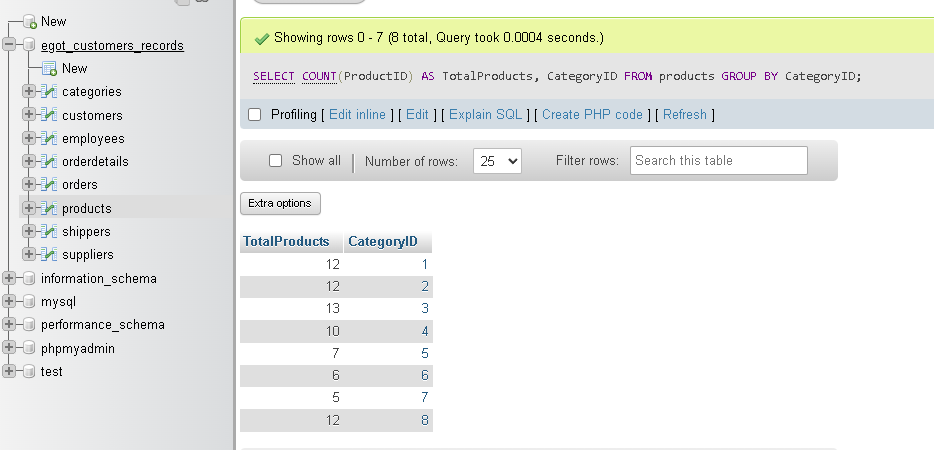 New
egot_customers_records
New
categories
customers
employees
orderdetails
orders
products
shippers
suppliers
information_schema
mysql
performance_schema
phpmyadmin
test
Showing rows 0 - 7 (8 total, Query took 0.0004 seconds.)
SELECT COUNT(ProductID) AS TotalProducts, CategoryID FROM products GROUP BY CategoryID;
Profiling [ Edit inline ] [ Edit ] [ Explain SQL ] [ Create PHP code ] [ Refresh ]
Show all Number of rows: 25 Filter rows: Search this table
Extra options
TotalProducts CategoryID
12 1
12 2
13 3
10 4
7 5
6 6
5 7
12 8